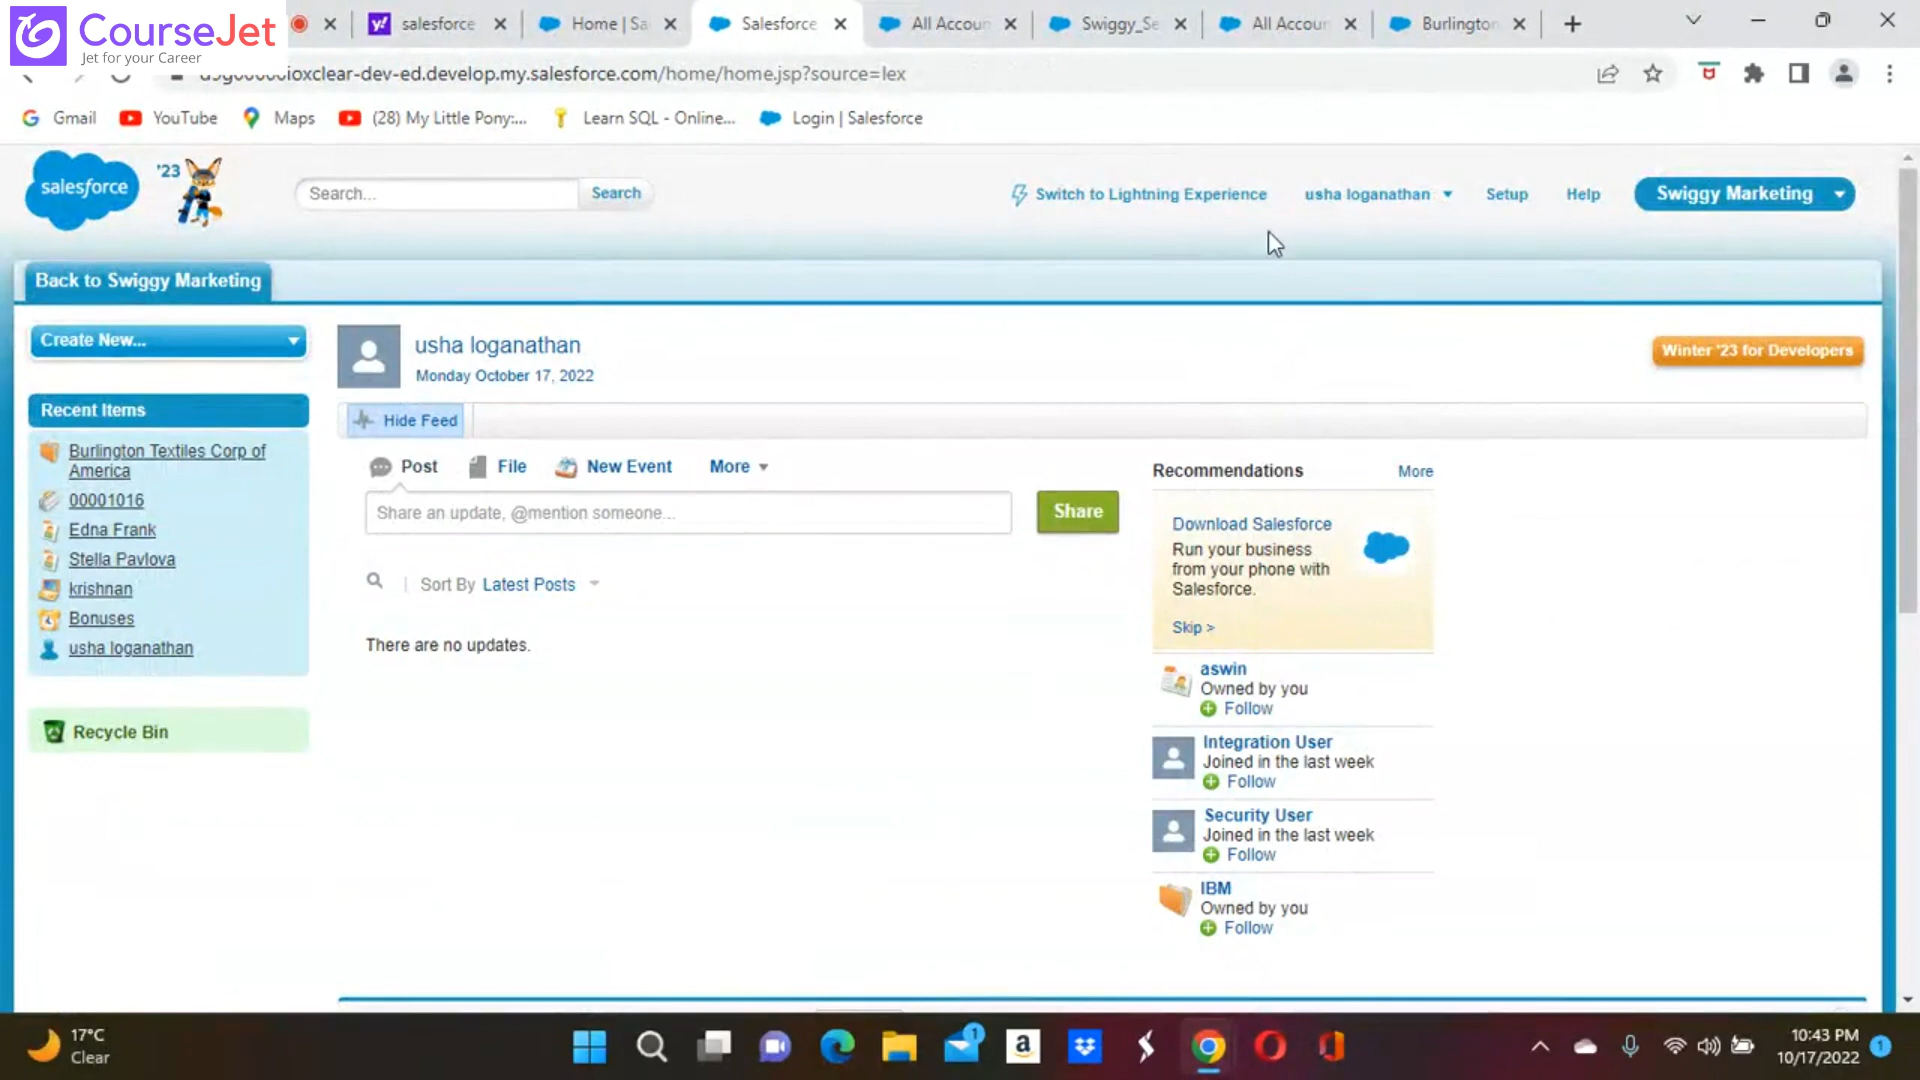 CourseJet
Jet for your Career
salesforce
Home | Sa
Salesforce
All Accoun
Swiggy_Se
All Accoun
Burlington
ioxclear-dev-ed.develop.my.salesforce.com/home/home.jsp?source=lex
Gmail
YouTube
Maps
(28) My Little Pony:...
Learn SQL - Online...
Login | Salesforce
salesforce
'23
Search...
Search
Switch to Lightning Experience
usha loganathan
Setup
Help
Swiggy Marketing
Back to Swiggy Marketing
Create New...
usha loganathan
Monday October 17, 2022
Winter '23 for Developers
Recent Items
Burlington Textiles Corp of
America
00001016
Edna Frank
Stella Pavlova
krishnan
Bonuses
usha loganathan
Recycle Bin
Hide Feed
Post
File
New Event
More
Share an update, @mention someone...
Share
Sort By Latest Posts
There are no updates.
Recommendations
More
Download Salesforce
Run your business
from your phone with
Salesforce.
Skip >
aswin
Owned by you
Follow
Integration User
Joined in the last week
Follow
Security User
Joined in the last week
Follow
IBM
Owned by you
Follow
17°C
Clear
1
10:43 PM
10/17/2022
1